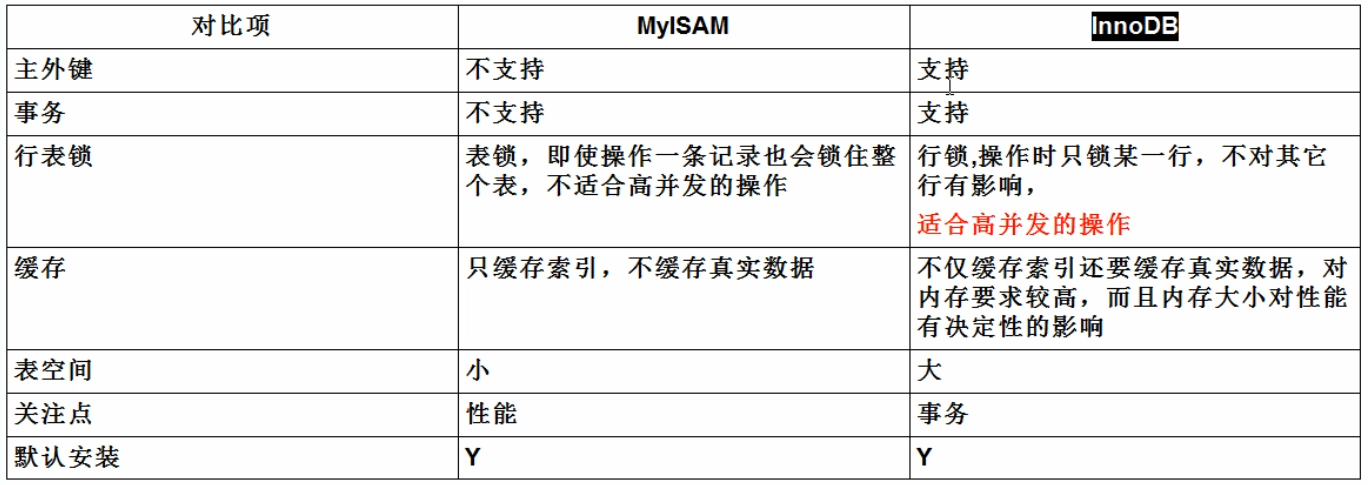 对比项 MyISAM InnoDB
主外键 不支持 支持
事务 不支持 支持
行表锁 表锁，即使操作一条记录也会锁住整 行锁,操作时只锁某一行，不对其它
个表，不适合高并发的操作 行有影响，
适合高并发的操作
缓存 只缓存索引，不缓存真实数据 不仅缓存索引还要缓存真实数据，对
内存要求较高，而且内存大小对性能
有决定性的影响
表空间 小 大
关注点 性能 事务
默认安装 Y Y